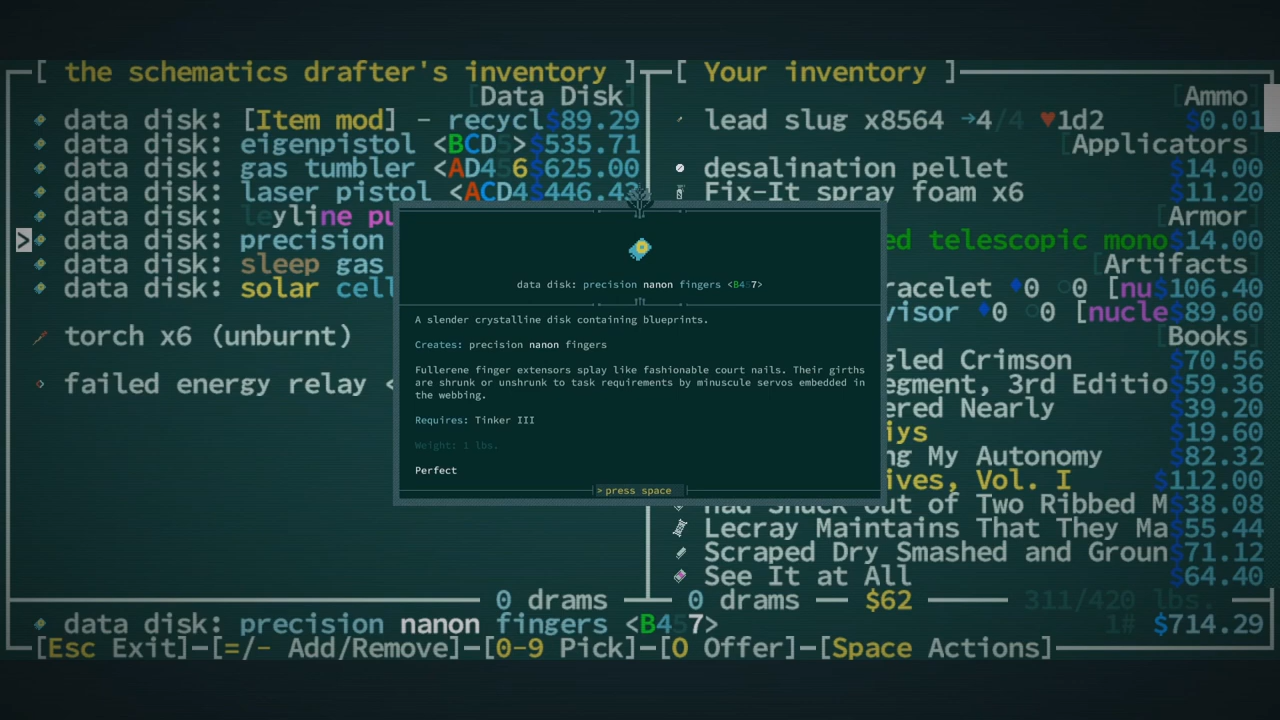 [ the schematics drafter's inventory ]
[Data Disk]
data disk: [Item mod] - recycl $89.29
data disk: eigenpistol <BCD5> $535.71
data disk: gas tumbler <AD456 $625.00
data disk: laser pistol <ACD4 $446.43
data disk: leyline pu
data disk: precision
data disk: sleep gas
data disk: solar cell
torch x6 (unburnt)
failed energy relay <
[ Your inventory ]
[Ammo]
lead slug x8564 →4/4 ♥1d2 $0.01
[Applicators]
desalination pellet $14.00
Fix-It spray foam x6 $11.20
[Armor]
ed telescopic mono $14.00
[Artifacts]
racelet ♦0 ○0 [nu $106.40
visor ♦0 ○0 [nucle $89.60
[Books]
gled Crimson $70.56
egment, 3rd Editio $59.36
ered Nearly $39.20
iys $19.60
ng My Autonomy $82.32
ives, Vol. I $112.00
Had Snuck Out of Two Ribbed M $38.08
Lecray Maintains That They Ma $55.44
Scraped Dry Smashed and Groun $71.12
See It at All $64.40
data disk: precision nanon fingers <B457>
A slender crystalline disk containing blueprints.
Creates: precision nanon fingers
Fullerene finger extensors splay like fashionable court nails. Their girths
are shrunk or unshrunk to task requirements by minuscule servos embedded in
the webbing.
Requires: Tinker III
Weight: 1 lbs.
Perfect
> press space
0 drams
0 drams — $62
311/420 lbs.
data disk: precision nanon fingers <B457> 1# $714.29
[Esc Exit]—[=/- Add/Remove]—[0-9 Pick]—[O Offer]—[Space Actions]